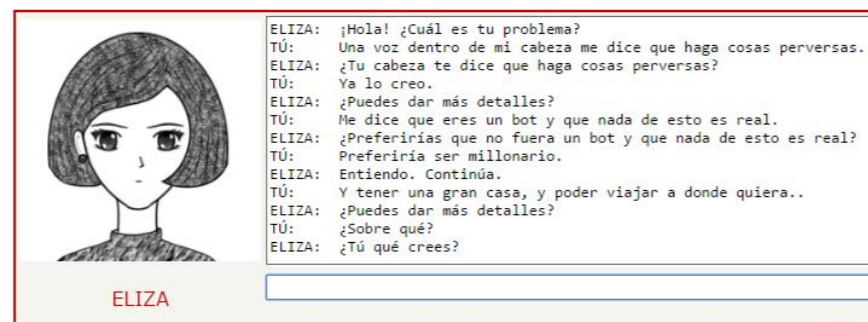 ELIZA: ¡Hola! ¿Cuál es tu problema?
TÚ: Una voz dentro de mi cabeza me dice que haga cosas perversas.
ELIZA: ¿Tu cabeza te dice que haga cosas perversas?
TÚ: Ya lo creo.
ELIZA: ¿Puedes dar más detalles?
TÚ: Me dice que eres un bot y que nada de esto es real.
ELIZA: ¿Preferirías que no fuera un bot y que nada de esto es real?
TÚ: Preferiría ser millonario.
ELIZA: Entiendo. Continúa.
TÚ: Y tener una gran casa, y poder viajar a donde quiera..
ELIZA: ¿Puedes dar más detalles?
TÚ: ¿Sobre qué?
ELIZA: ¿Tú qué crees?
ELIZA